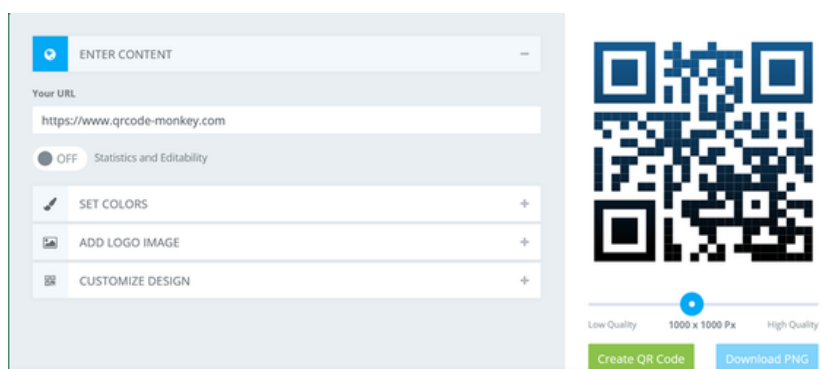 ENTER CONTENT
Your URL
https://www.qrcode-monkey.com
OFF Statistics and Editability
SET COLORS
ADD LOGO IMAGE
CUSTOMIZE DESIGN
Low Quality 1000 x 1000 Px High Quality
Create QR Code Download PNG